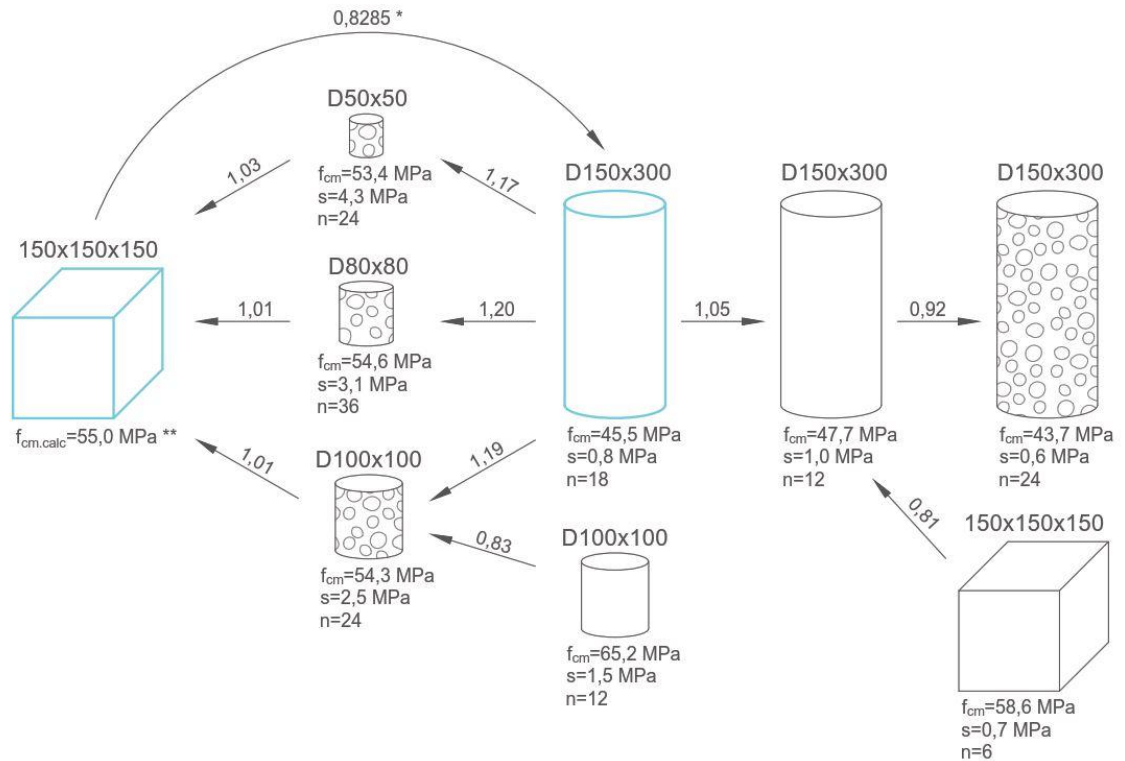 0,8285 *
D50x50
1,03
1,17
f_cm=53,4 MPa
s=4,3 MPa
n=24
D150x300
D150x300
D150x300
150x150x150
D80x80
1,01
1,20
1,05
0,92
f_cm=54,6 MPa
s=3,1 MPa
n=36
f_cm.calc=55,0 MPa **
f_cm=45,5 MPa
s=0,8 MPa
n=18
f_cm=47,7 MPa
s=1,0 MPa
n=12
f_cm=43,7 MPa
s=0,6 MPa
n=24
1,01
D100x100
1,19
0,83
f_cm=54,3 MPa
s=2,5 MPa
n=24
D100x100
f_cm=65,2 MPa
s=1,5 MPa
n=12
0,81
150x150x150
f_cm=58,6 MPa
s=0,7 MPa
n=6